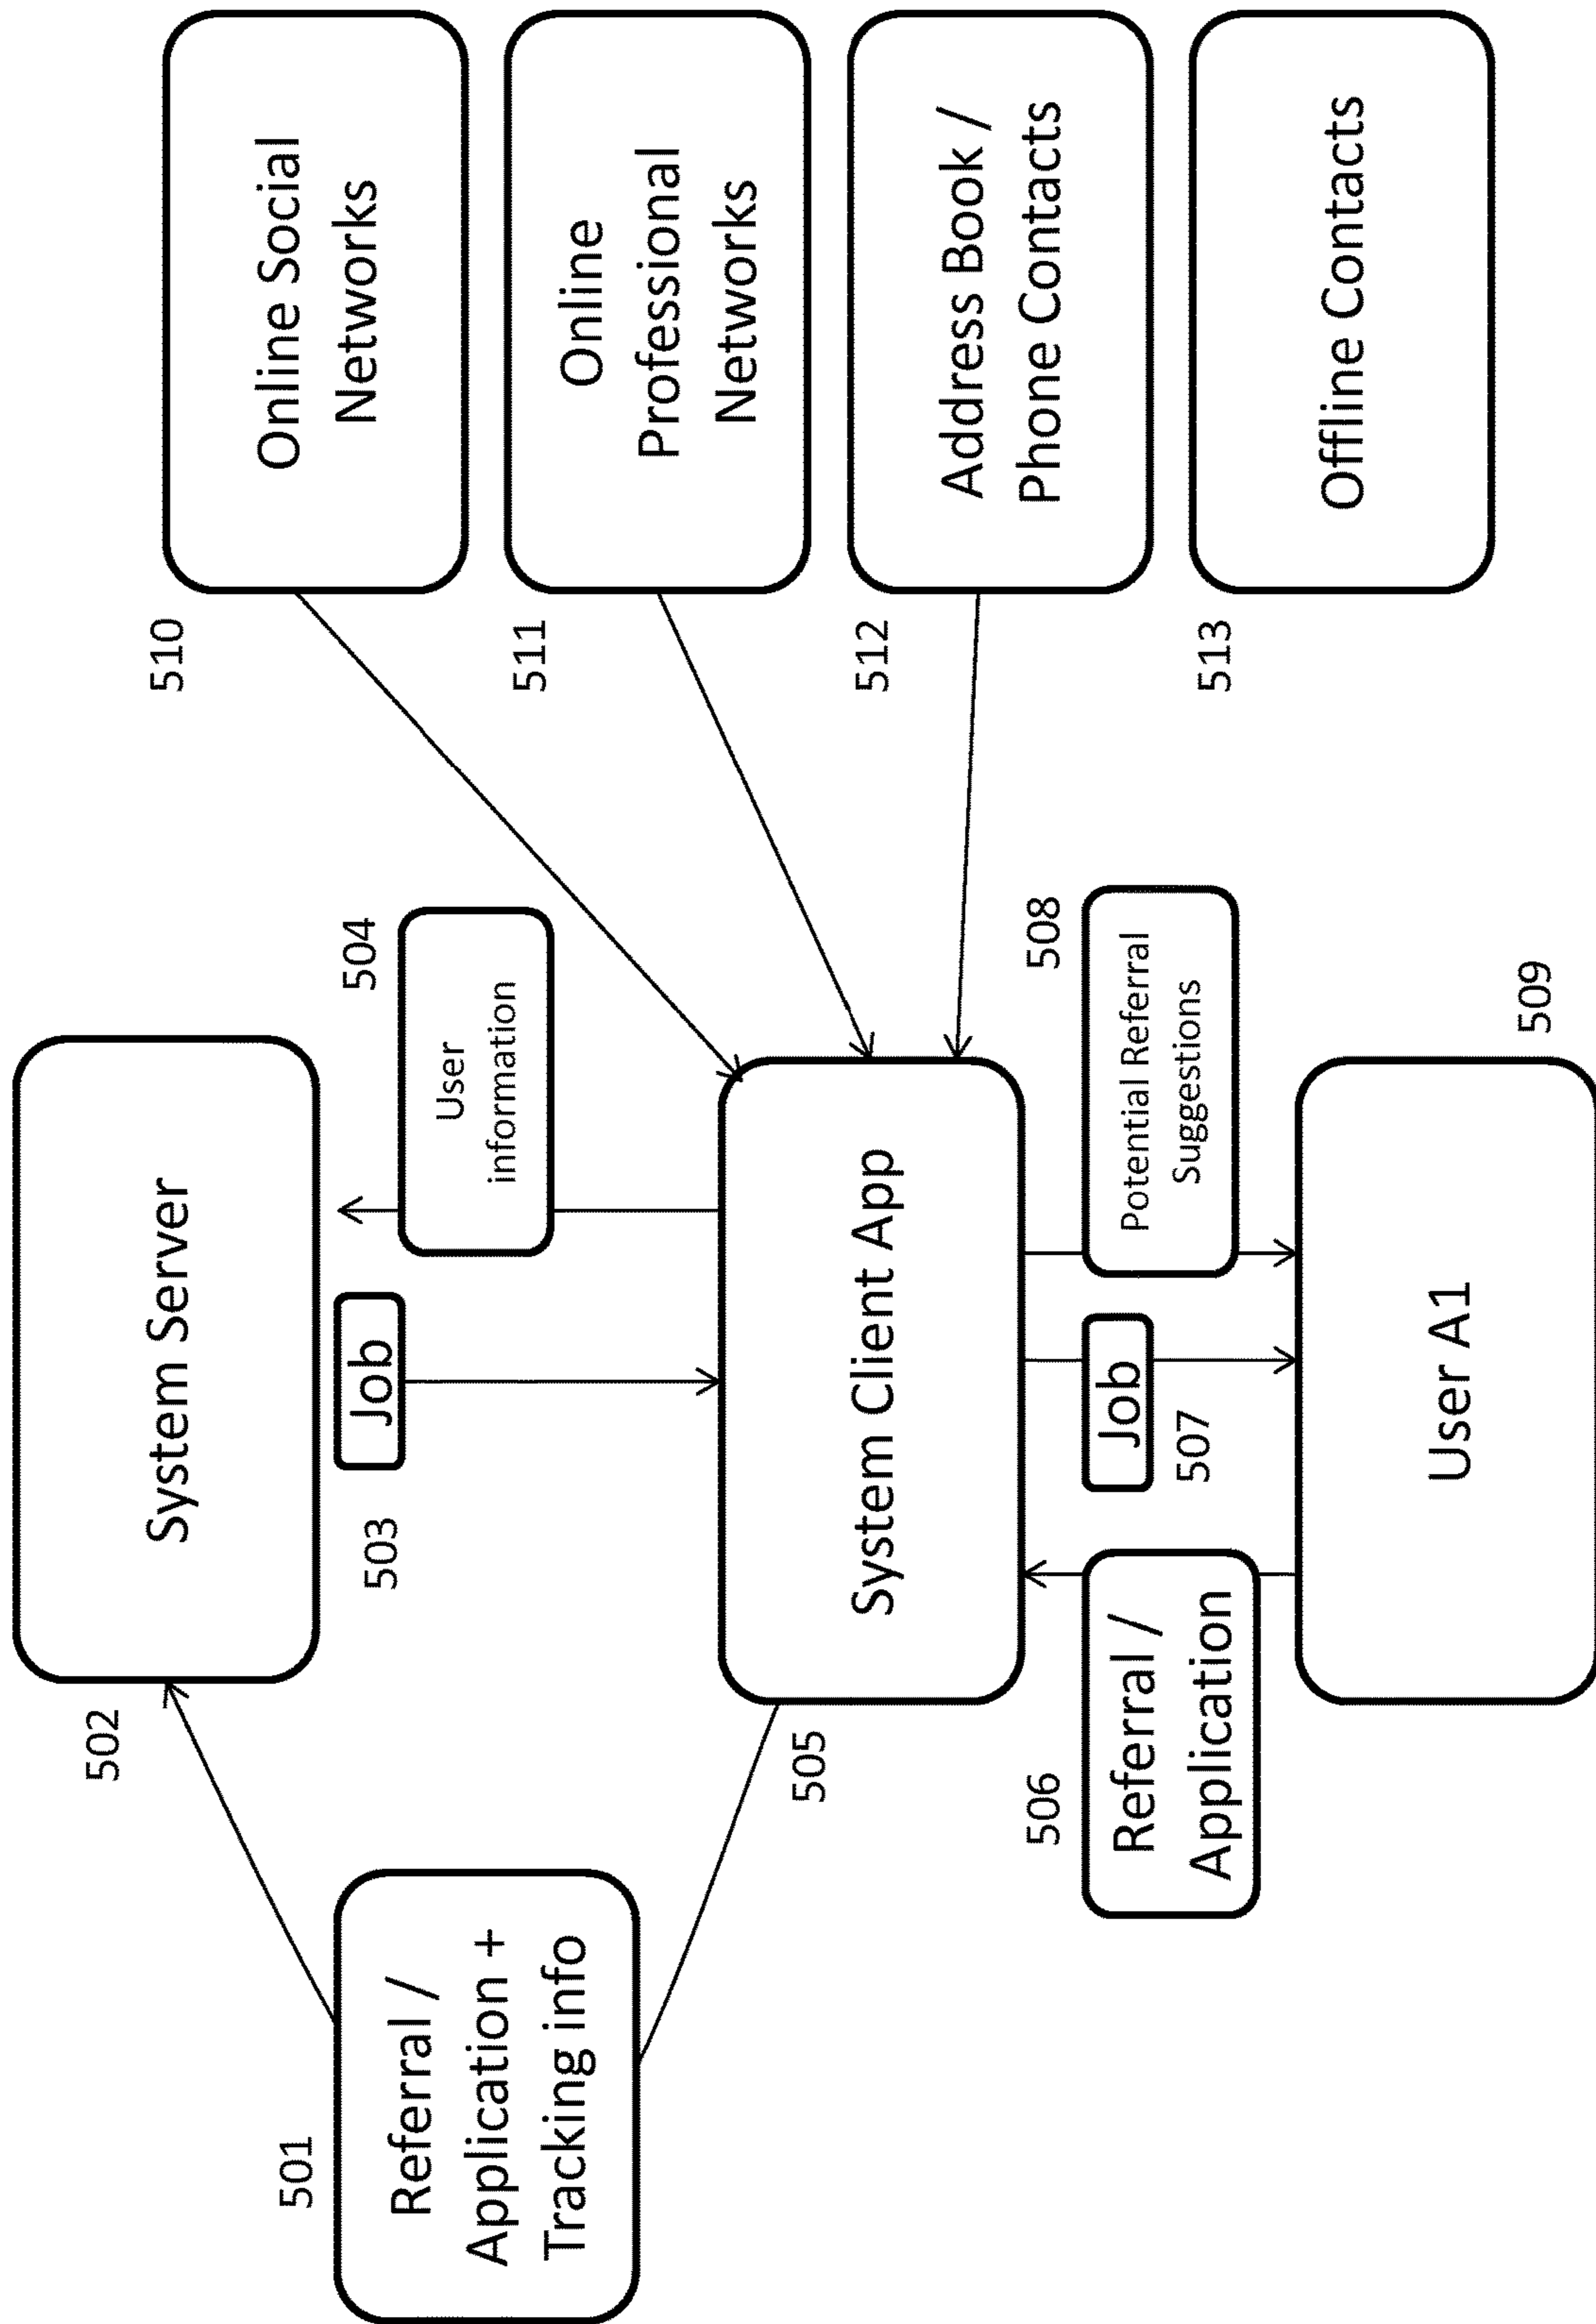 501
Referral /
Application +
Tracking info
502
System Server
503
Job
504
User
information
505
System Client App
506
Referral /
Application
Job
507
508
Potential Referral
Suggestions
User A1
509
510
Online Social
Networks
511
Online
Professional
Networks
512
Address Book /
Phone Contacts
513
Offline Contacts